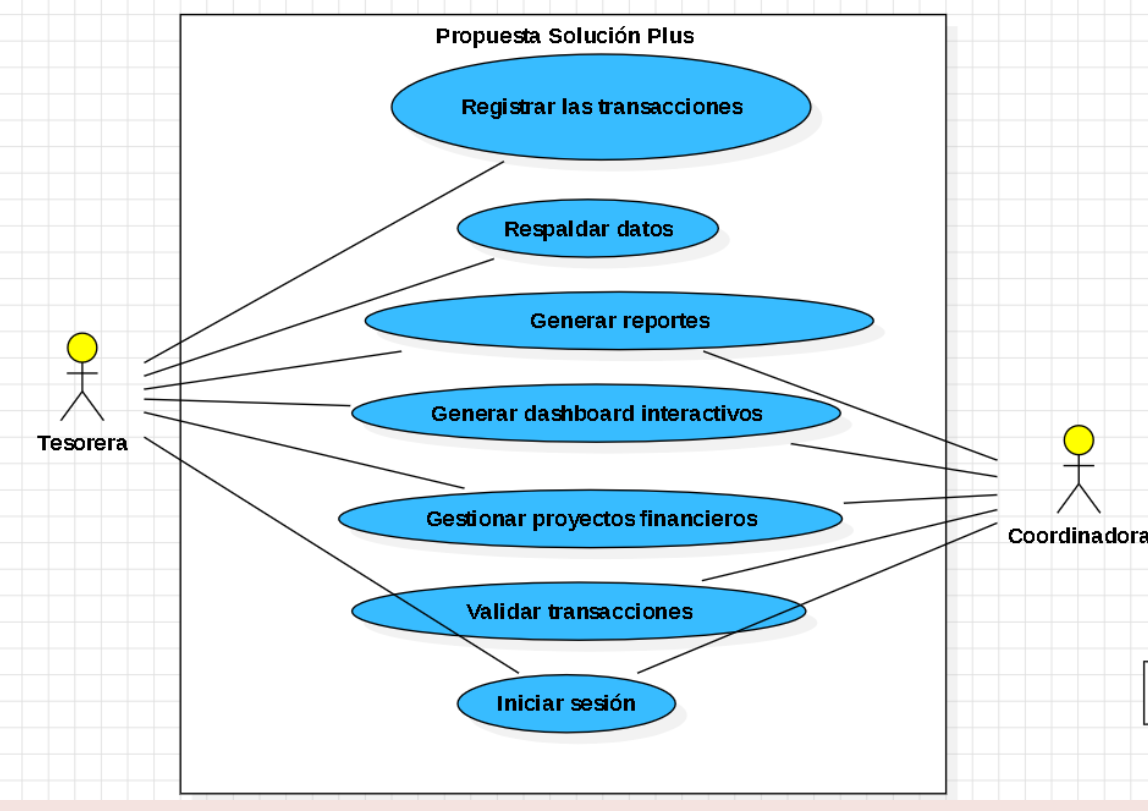 Propuesta Solución Plus
Registrar las transacciones
Respaldar datos
Generar reportes
Generar dashboard interactivos
Tesorera
Gestionar proyectos financieros
Coordinadora
Validar transacciones
Iniciar sesión